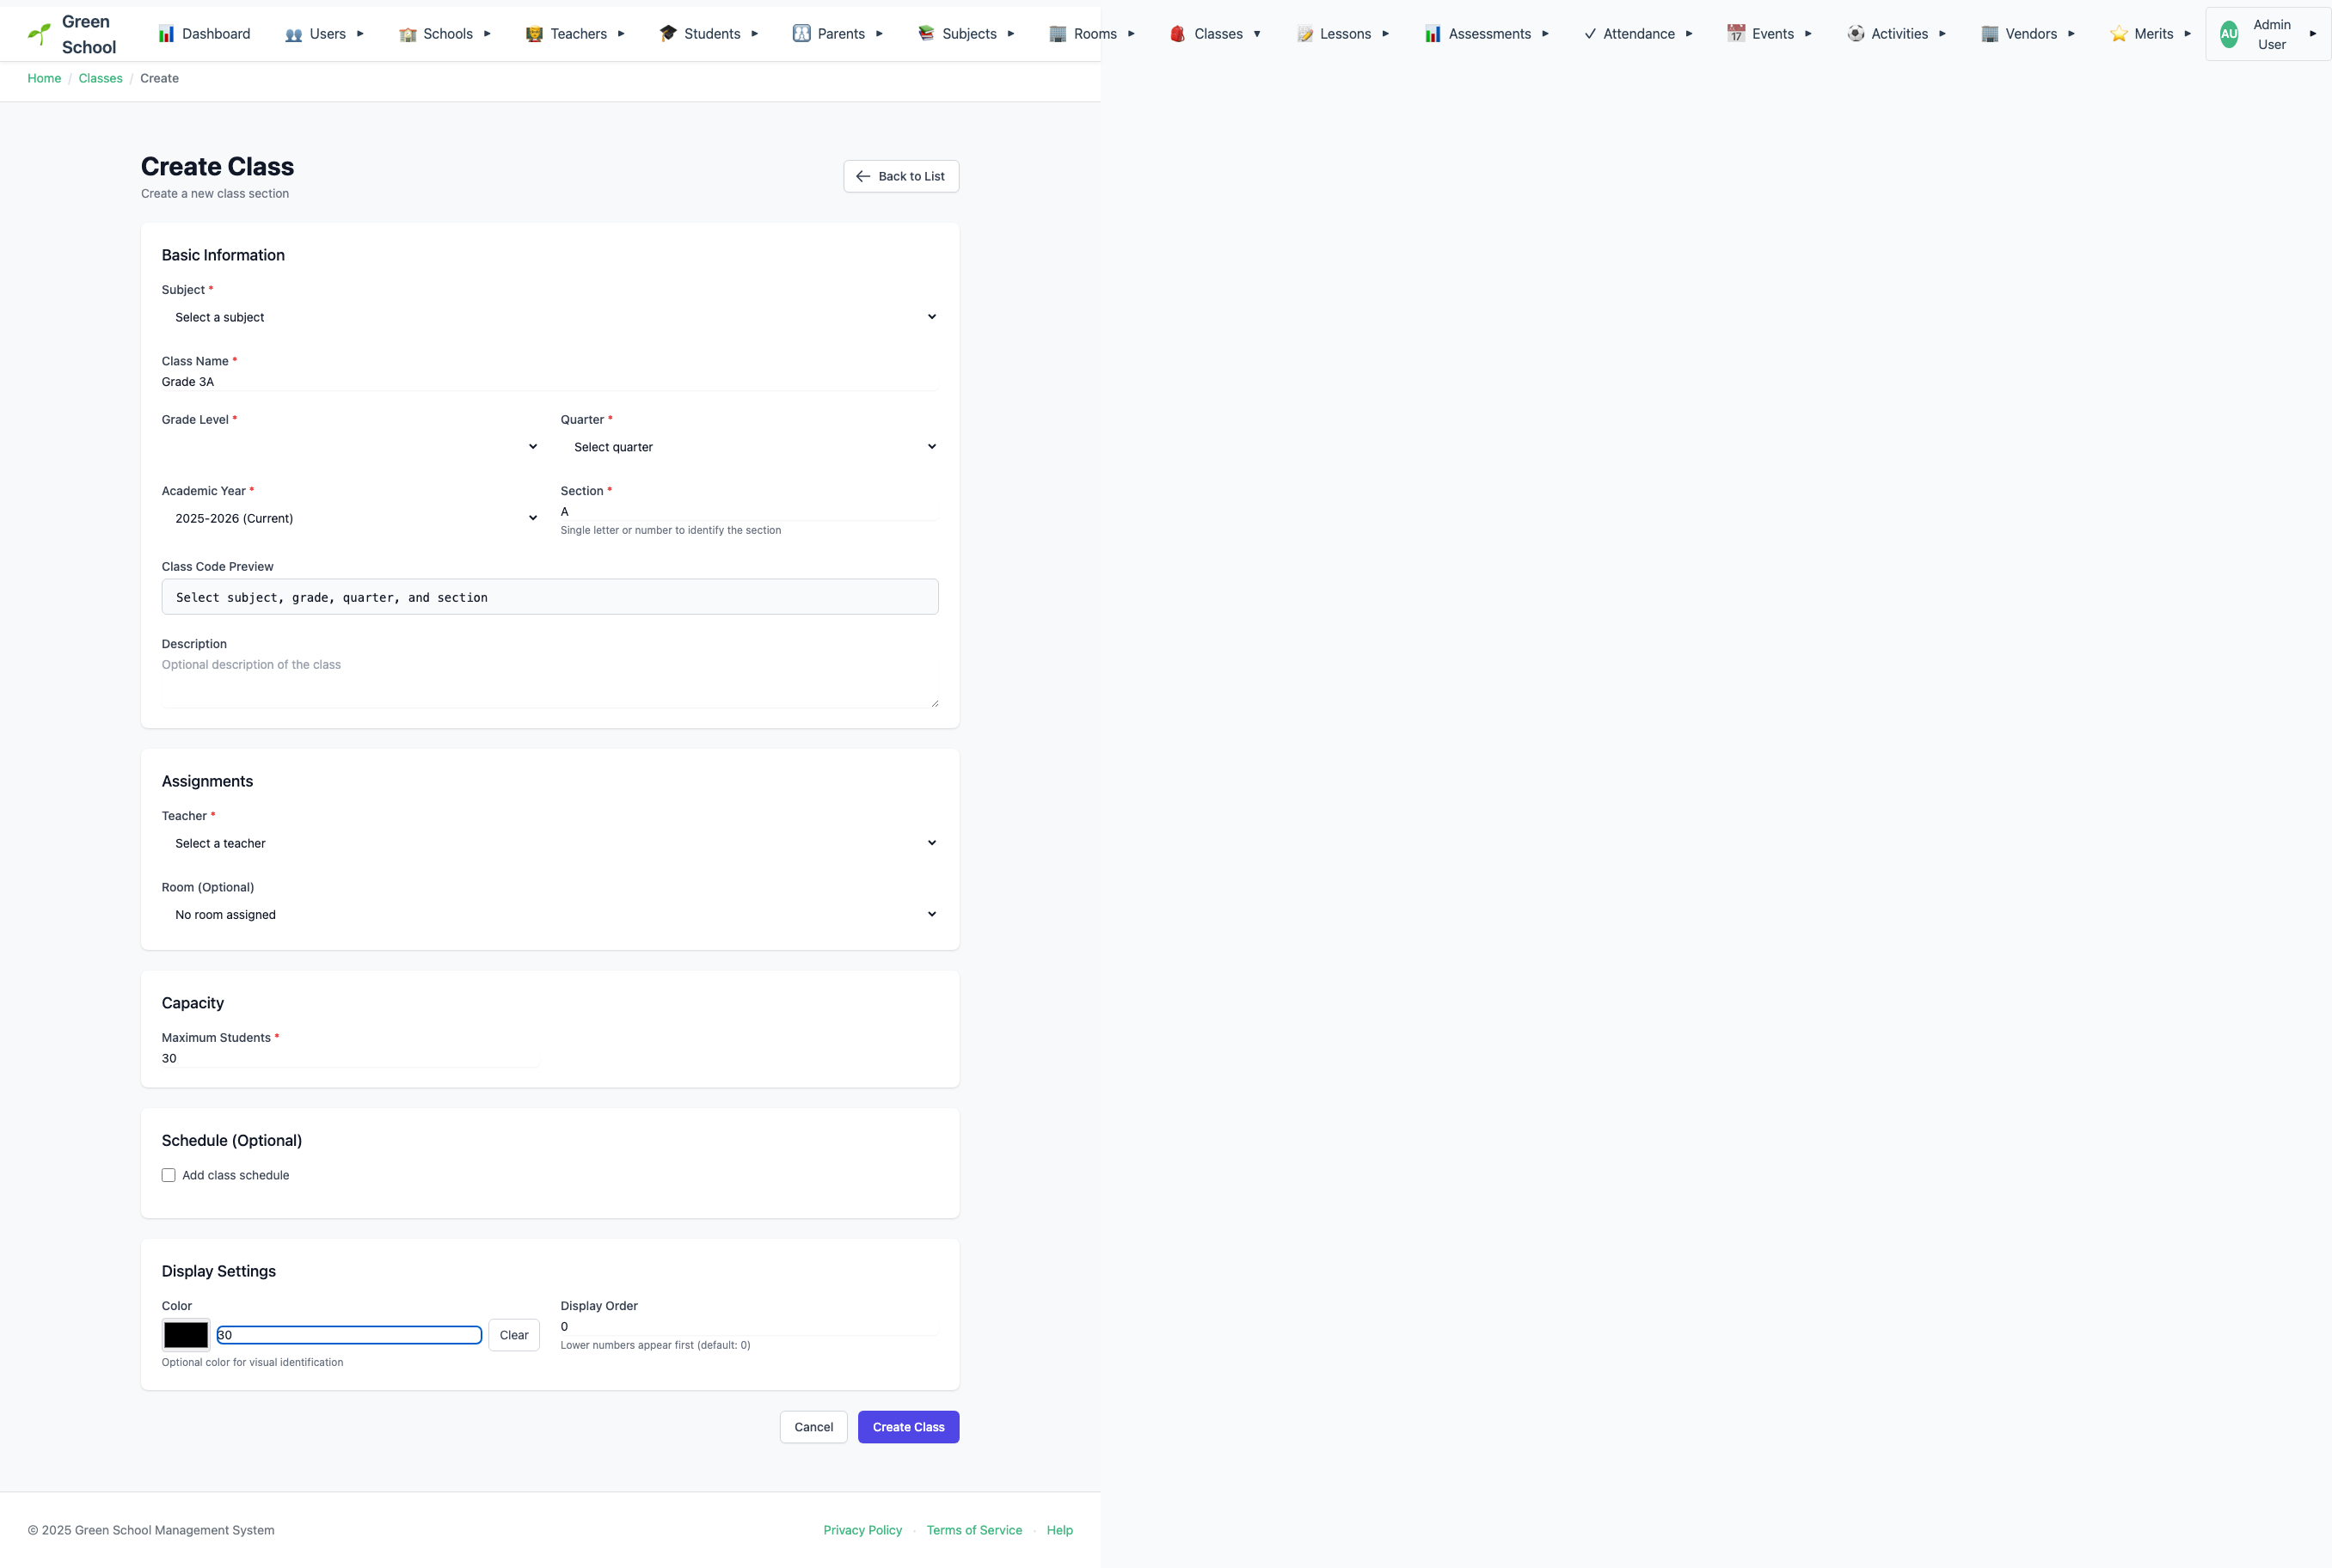 Green School
Dashboard
Users
Schools
Teachers
Students
Parents
Subjects
Rooms
Classes
Lessons
Assessments
Attendance
Events
Activities
Vendors
Merits
AU
Admin User
Home / Classes / Create
Create Class
Create a new class section
Back to List
Basic Information
Subject *
Select a subject
Class Name *
Grade 3A
Grade Level *
Quarter *
Select quarter
Academic Year *
2025-2026 (Current)
Section *
A
Single letter or number to identify the section
Class Code Preview
Select subject, grade, quarter, and section
Description
Optional description of the class
Assignments
Teacher *
Select a teacher
Room (Optional)
No room assigned
Capacity
Maximum Students *
30
Schedule (Optional)
Add class schedule
Display Settings
Color
30
Clear
Optional color for visual identification
Display Order
0
Lower numbers appear first (default: 0)
Cancel
Create Class
© 2025 Green School Management System
Privacy Policy · Terms of Service · Help